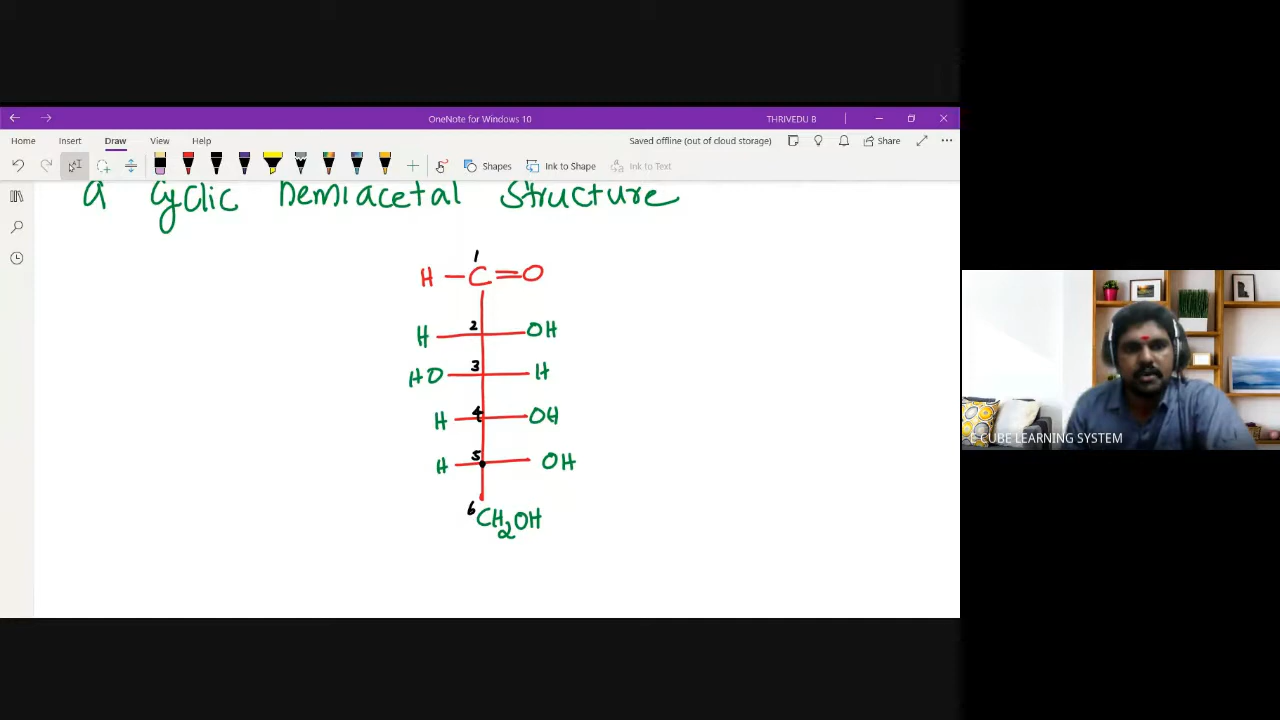 OneNote for Windows 10
THRIVEDU B
Home Insert Draw View Help
Saved offline (out of cloud storage)
Share
Shapes
Ink to Shape
Ink to Text
a Cyclic Hemiacetal Structure
1
H - C = O
2
H OH
3
HO H
4
H OH
5
H OH
6
CH2OH
E CUBE LEARNING SYSTEM